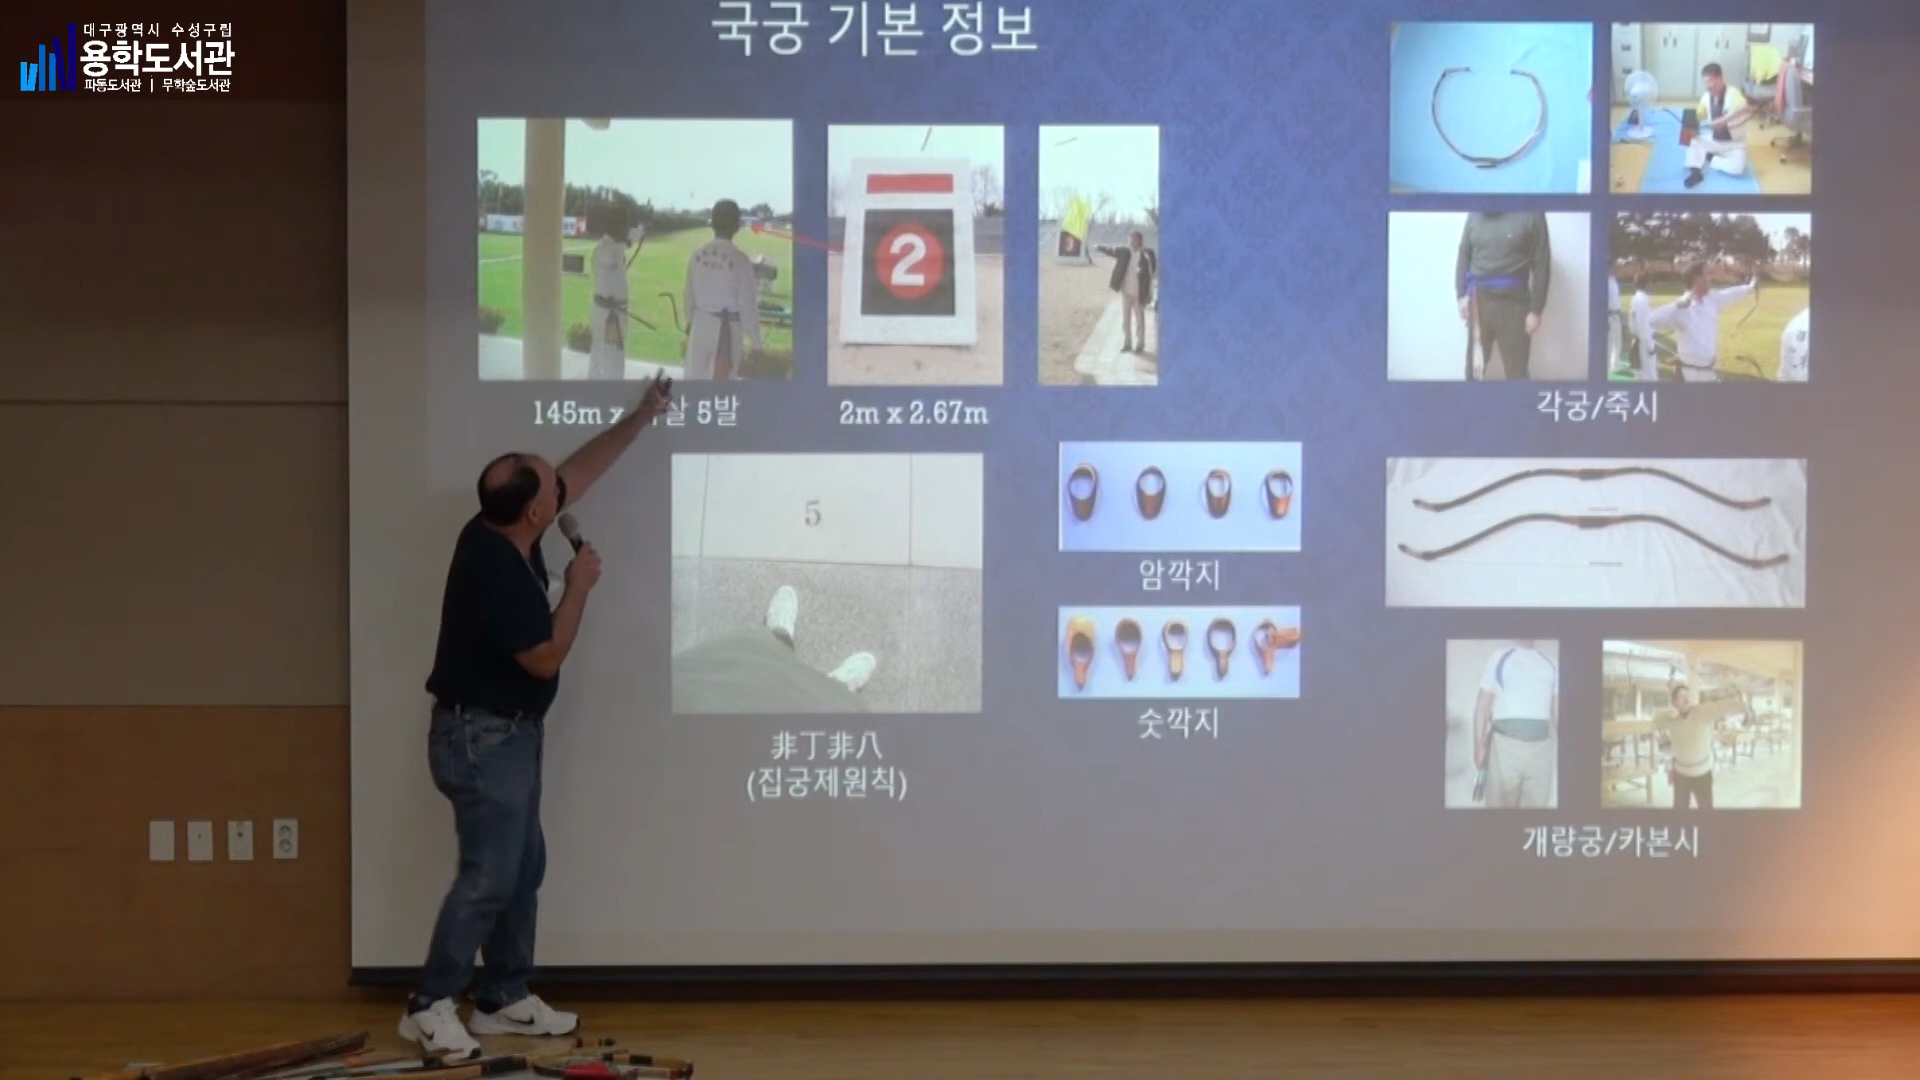 대구광역시 수성구립
용학도서관
파동도서관 | 무학숲도서관
국궁 기본 정보
2
3
145m x 살 5발
2m x 2.67m
각궁/죽시
5
암깍지
숫깍지
非丁非八
(집궁제원칙)
개량궁/카본시